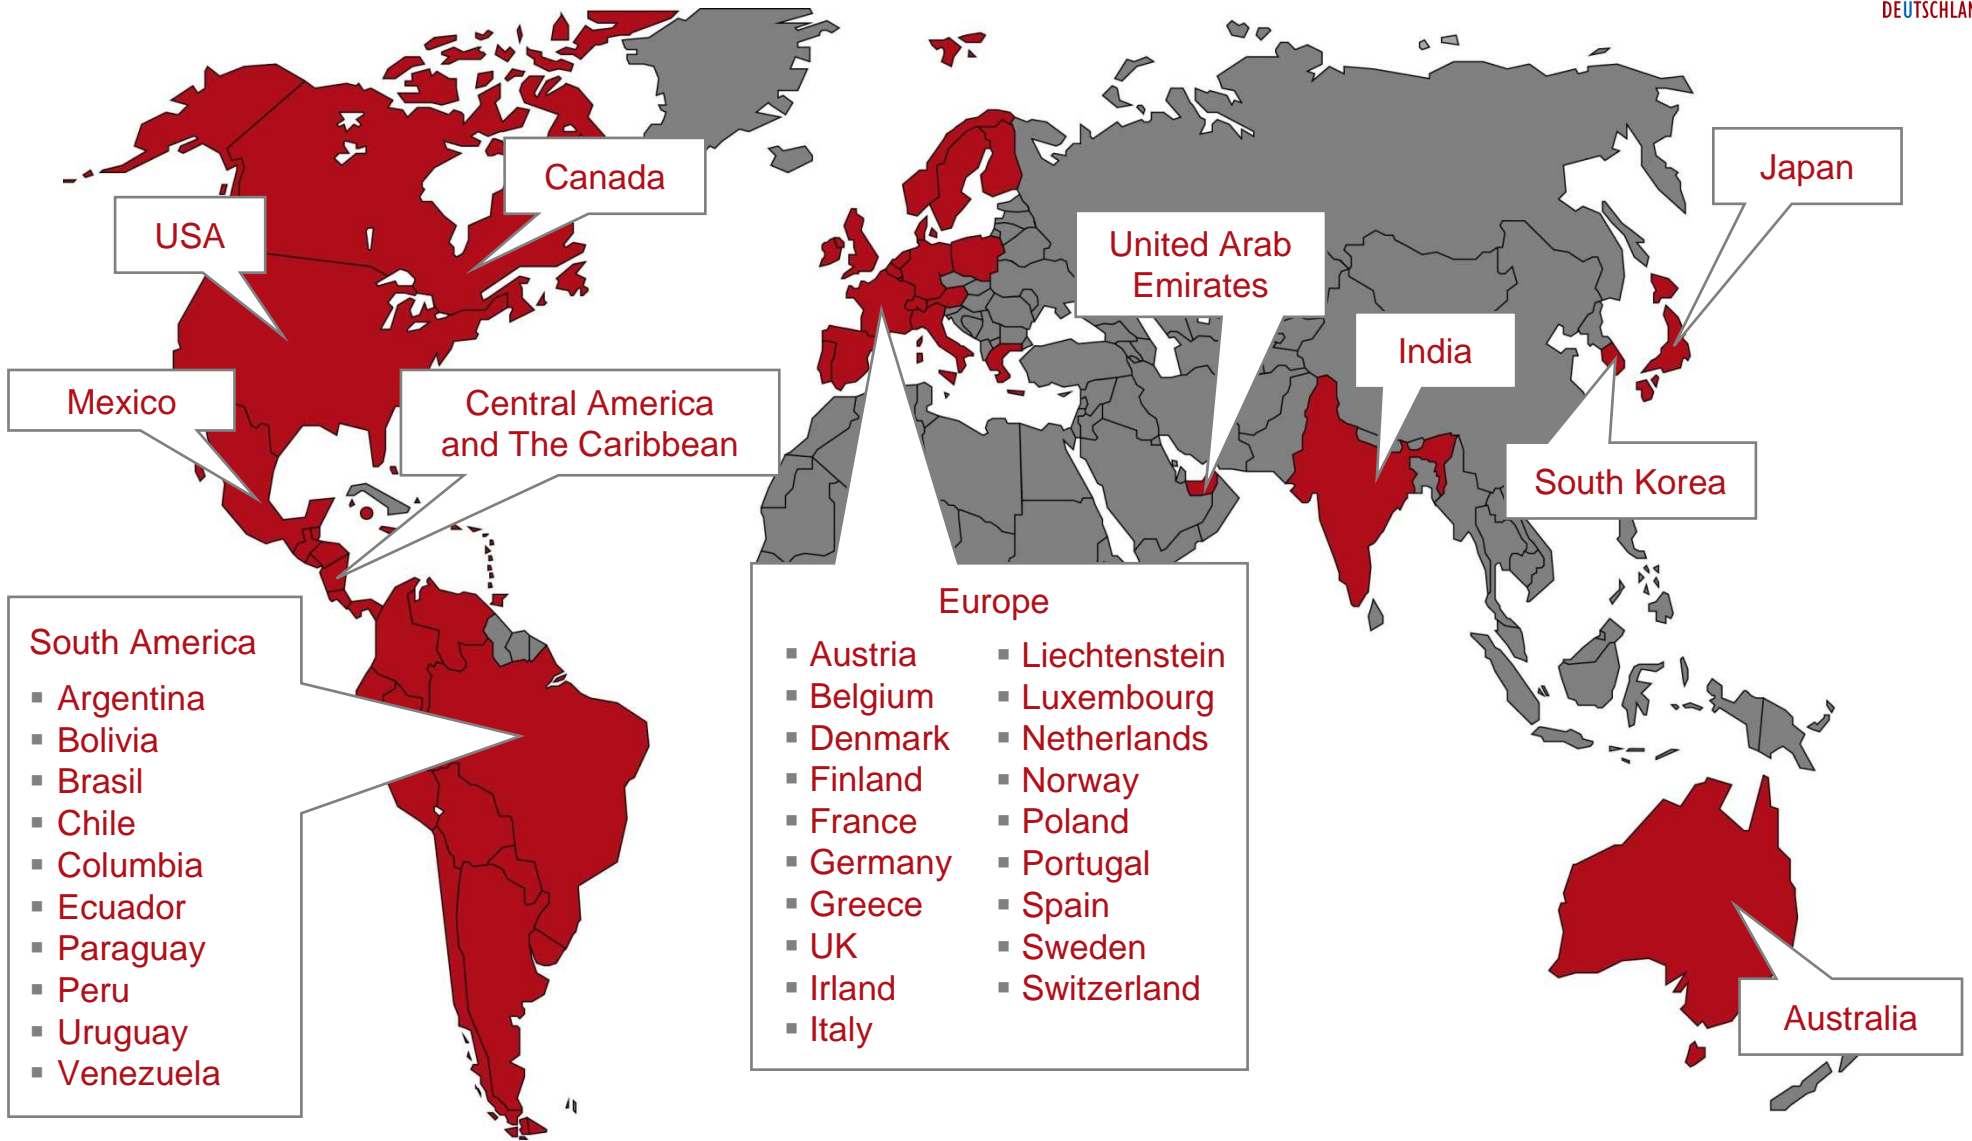 DEUTSCHLAN
Canada
Japan
USA
United Arab
Emirates
India
Mexico
Central America
and The Caribbean
South Korea
South America
▪ Argentina
▪ Bolivia
▪ Brasil
▪ Chile
▪ Columbia
▪ Ecuador
▪ Paraguay
▪ Peru
▪ Uruguay
▪ Venezuela
Europe
▪ Austria
▪ Belgium
▪ Denmark
▪ Finland
▪ France
▪ Germany
▪ Greece
▪ UK
▪ Irland
▪ Italy
▪ Liechtenstein
▪ Luxembourg
▪ Netherlands
▪ Norway
▪ Poland
▪ Portugal
▪ Spain
▪ Sweden
▪ Switzerland
Australia